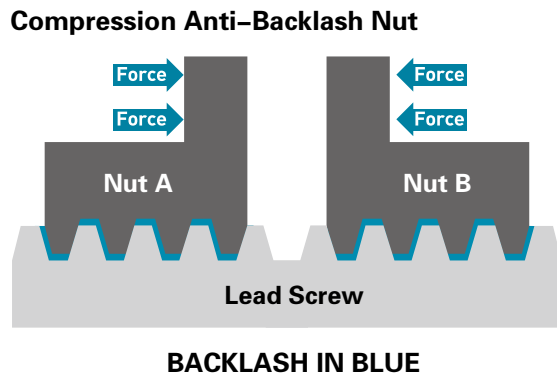 Compression Anti–Backlash Nut
Force Force
Force Force
Nut A Nut B
Lead Screw
BACKLASH IN BLUE